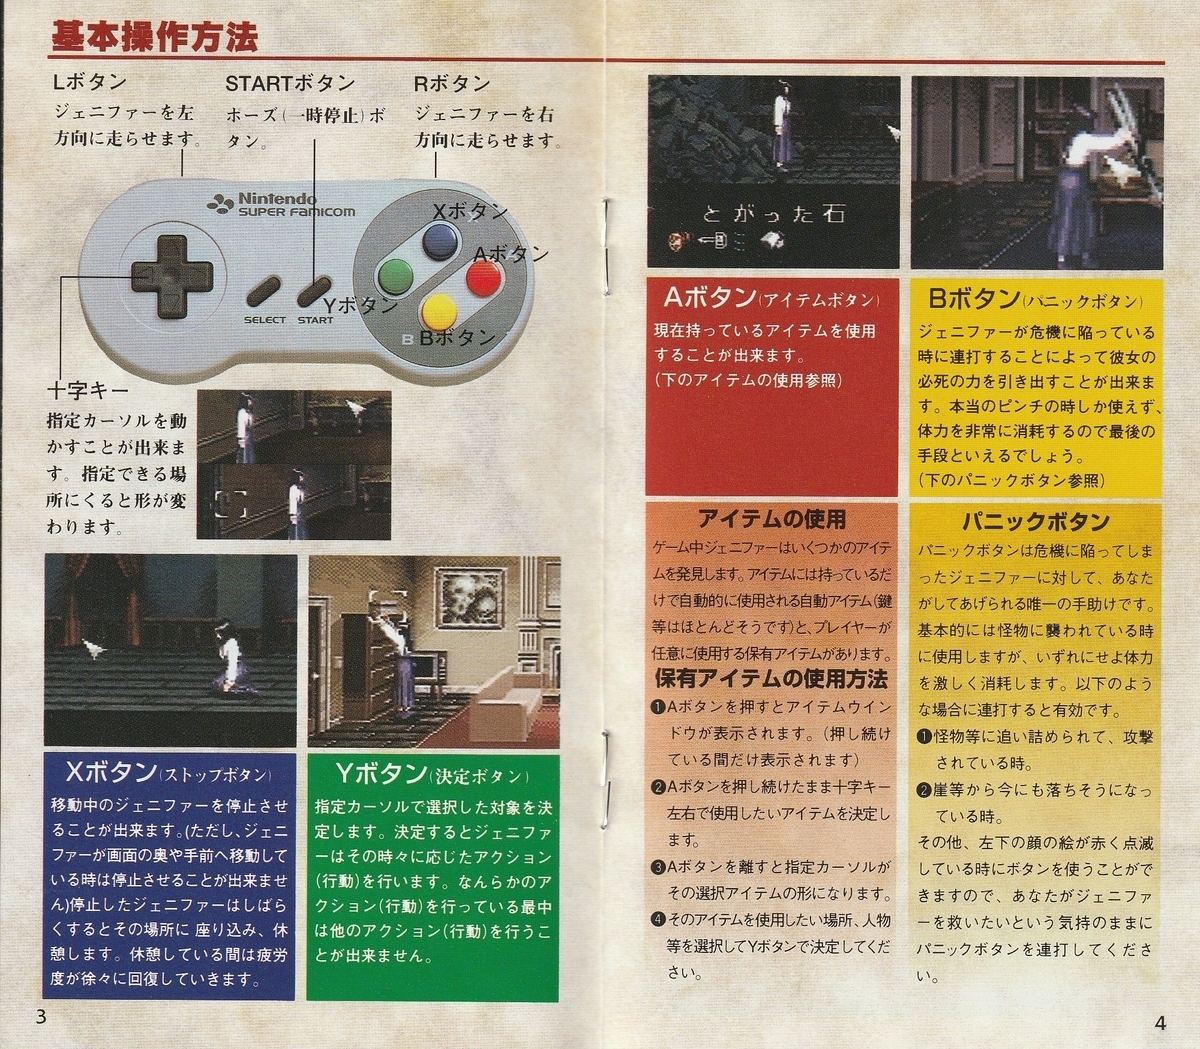 基本操作方法
Lボタン
ジェニファーを左
方向に走らせます。
STARTボタン
ポーズ(一時停止)ボ
タン。
Rボタン
ジェニファーを右
方向に走らせます。
Nintendo
SUPER FAMICOM
Xボタン
Aボタン
Yボタン
B Bボタン
SELECT START
十字キー
指定カーソルを動
かすことが出来ま
す。指定できる場
所にくると形が変
わります。
Xボタン(ストップボタン)
移動中のジェニファーを停止させ
ることが出来ます。(ただし、ジェニ
ファーが画面の奥や手前へ移動して
いる時は停止させることが出来ませ
ん)停止したジェニファーはしばら
くするとその場所に 座り込み、休
憩します。休憩している間は疲労
度が徐々に回復していきます。
Yボタン(決定ボタン)
指定カーソルで選択した対象を決
定します。決定するとジェニファ
ーはその時々に応じたアクション
(行動)を行います。なんらかのア
クション(行動)を行っている最中
は他のアクション(行動)を行うこ
とが出来ません。
3
とがった石
Aボタン(アイテムボタン)
現在持っているアイテムを使用
することが出来ます。
(下のアイテムの使用参照)
Bボタン(パニックボタン)
ジェニファーが危機に陥っている
時に連打することによって彼女の
必死の力を引き出すことが出来ま
す。本当のピンチの時しか使えず、
体力を非常に消耗するので最後の
手段といえるでしょう。
(下のパニックボタン参照)
アイテムの使用
ゲーム中ジェニファーはいくつかのアイテ
ムを発見します。アイテムには持っているだ
けで自動的に使用される自動アイテム(鍵
等はほとんどそうです)と、プレイヤーが
任意に使用する保有アイテムがあります。
保有アイテムの使用方法
❶Aボタンを押すとアイテムウイン
ドウが表示されます。(押し続け
ている間だけ表示されます)
❷Aボタンを押し続けたまま十字キー
左右で使用したいアイテムを決定し
ます。
❸Aボタンを離すと指定カーソルが
その選択アイテムの形になります。
❹そのアイテムを使用したい場所、人物
等を選択してYボタンで決定してくだ
さい。
パニックボタン
パニックボタンは危機に陥ってしま
ったジェニファーに対して、あなた
がしてあげられる唯一の手助けです。
基本的には怪物に襲われている時
に使用しますが、いずれにせよ体力
を激しく消耗します。以下のよう
な場合に連打すると有効です。
❶怪物等に追い詰められて、攻撃
されている時。
❷崖等から今にも落ちそうになっ
ている時。
その他、左下の顔の絵が赤く点滅
している時にボタンを使うことがで
きますので、あなたがジェニファ
ーを救いたいという気持のままに
パニックボタンを連打してくださ
い。
4